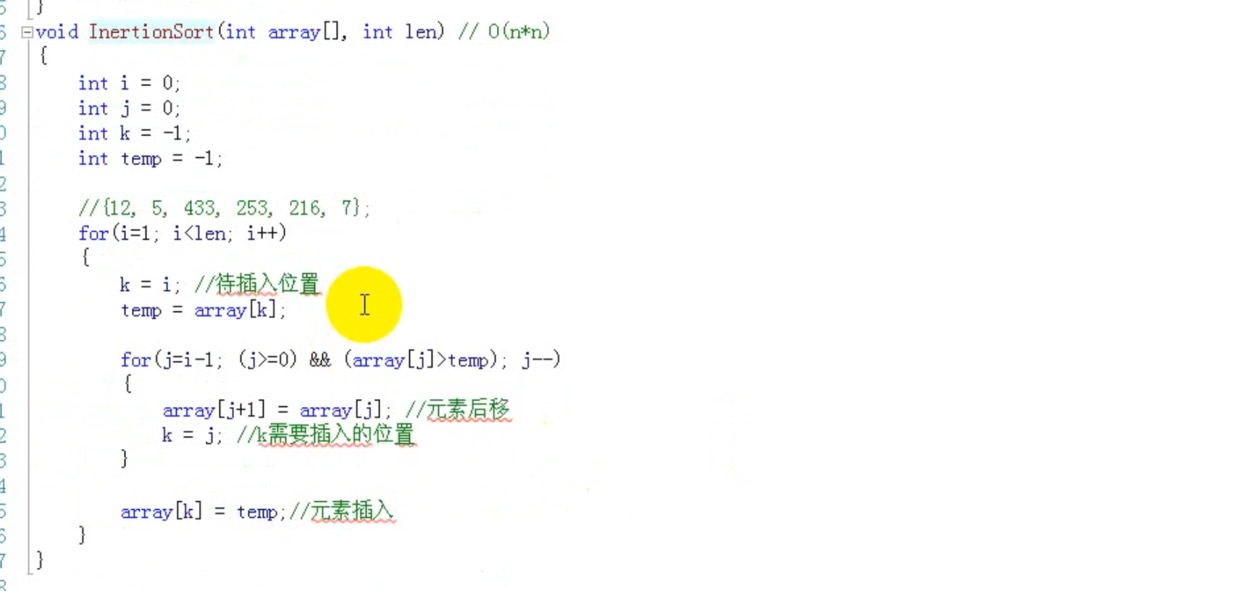 5 }
6 void InertionSort(int array[], int len) // O(n*n)
7 {
8 int i = 0;
9 int j = 0;
0 int k = -1;
1 int temp = -1;
2
3 //{12, 5, 433, 253, 216, 7};
4 for(i=1; i<len; i++)
5 {
6 k = i; //待插入位置
7 temp = array[k];
8
9 for(j=i-1; (j>=0) && (array[j]>temp); j--)
0 {
1 array[j+1] = array[j]; //元素后移
2 k = j; //k需要插入的位置
3 }
4
5 array[k] = temp;//元素插入
6 }
7 }
8